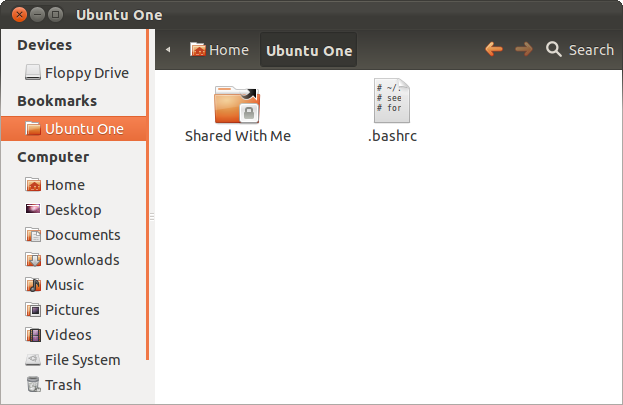 Ubuntu One
Devices
Floppy Drive
Bookmarks
Ubuntu One
Computer
Home
Desktop
Documents
Downloads
Music
Pictures
Videos
File System
Trash
Home
Ubuntu One
Search
Shared With Me
# ~/.
# see
# for
.bashrc